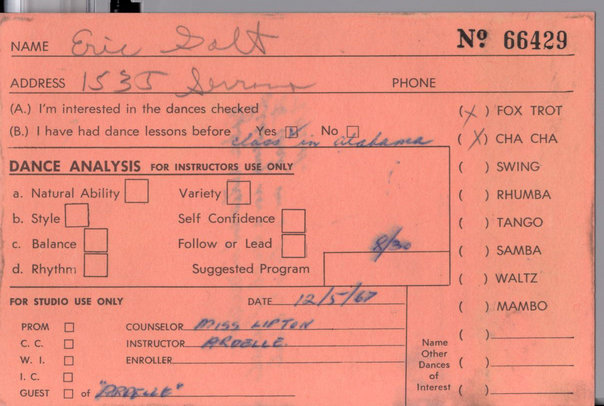 NAME Eric Galt Nº 66429
ADDRESS 1535 Serrano PHONE
(A.) I'm interested in the dances checked
(B.) I have had dance lessons before Yes No
class in alabama
(X) FOX TROT
(X) CHA CHA
( ) SWING
( ) RHUMBA
( ) TANGO
( ) SAMBA
( ) WALTZ
( ) MAMBO
( )
( )
( )
Name
Other
Dances
of
Interest
DANCE ANALYSIS FOR INSTRUCTORS USE ONLY
a. Natural Ability Variety
b. Style Self Confidence
c. Balance Follow or Lead 8/30
d. Rhythm Suggested Program
FOR STUDIO USE ONLY DATE 12/5/67
PROM COUNSELOR MISS LIPTON
C. C. INSTRUCTOR ARDELLE
W. I. ENROLLER
I. C.
GUEST of "ARDELLE"